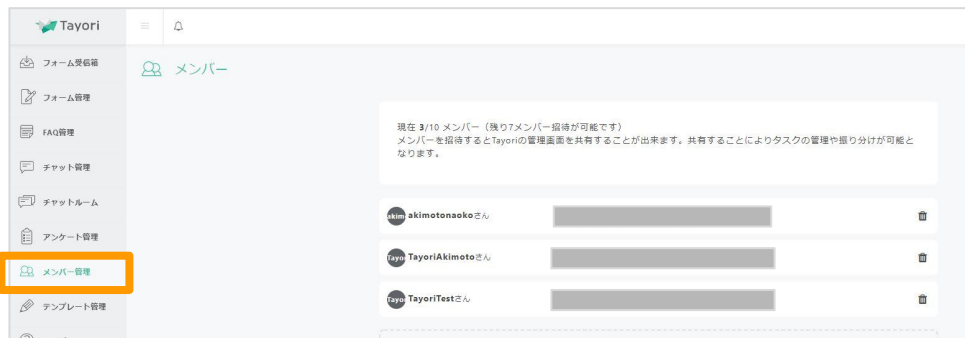 Tayori
フォーム受信箱
メンバー
フォーム管理
FAQ管理
チャット管理
チャットルーム
アンケート管理
メンバー管理
テンプレート管理
現在 3/10 メンバー（残り7メンバー招待が可能です）
メンバーを招待するとTayoriの管理画面を共有することが出来ます。共有することによりタスクの管理や振り分けが可能と
なります。
akim akimotonaokoさん
Tayo TayoriAkimotoさん
Tayo TayoriTestさん